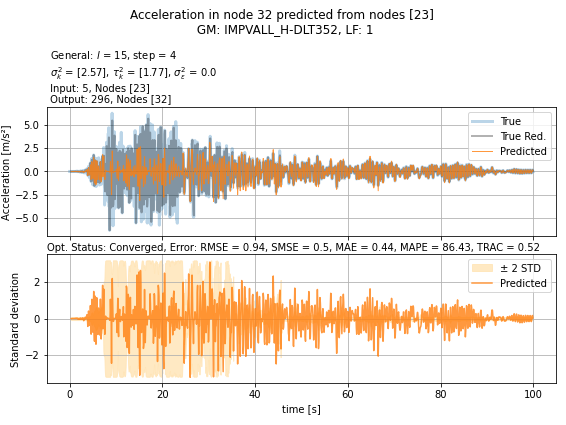 Acceleration in node 32 predicted from nodes [23]
GM: IMPVALL_H-DLT352, LF: 1
General: l = 15, step = 4
σ²ₖ = [2.57], τ²ₖ = [1.77], σ²ε = 0.0
Input: 5, Nodes [23]
Output: 296, Nodes [32]
Acceleration [m/s²]
5.0
2.5
0.0
−2.5
−5.0
True
True Red.
Predicted
Opt. Status: Converged, Error: RMSE = 0.94, SMSE = 0.5, MAE = 0.44, MAPE = 86.43, TRAC = 0.52
Standard deviation
2
0
−2
± 2 STD
Predicted
0 20 40 60 80 100
time [s]